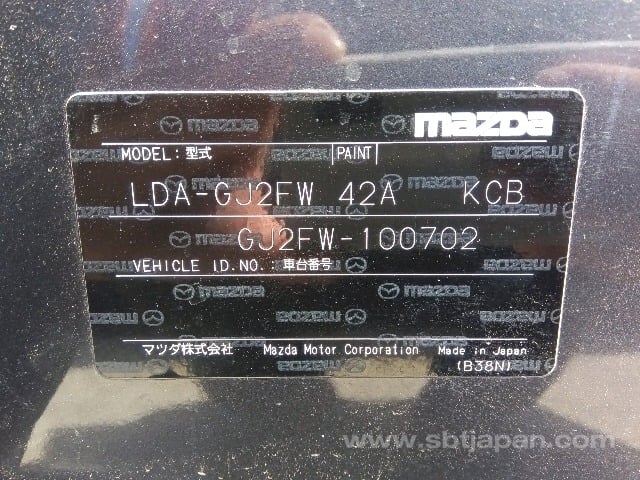 mazda
MODEL：型式 PAINT
LDA-GJ2FW 42A KCB
GJ2FW-100702
VEHICLE I.D.NO.：車台番号
マツダ株式会社 Mazda Motor Corporation Made in Japan
(B38N)
www.sbtjapan.com